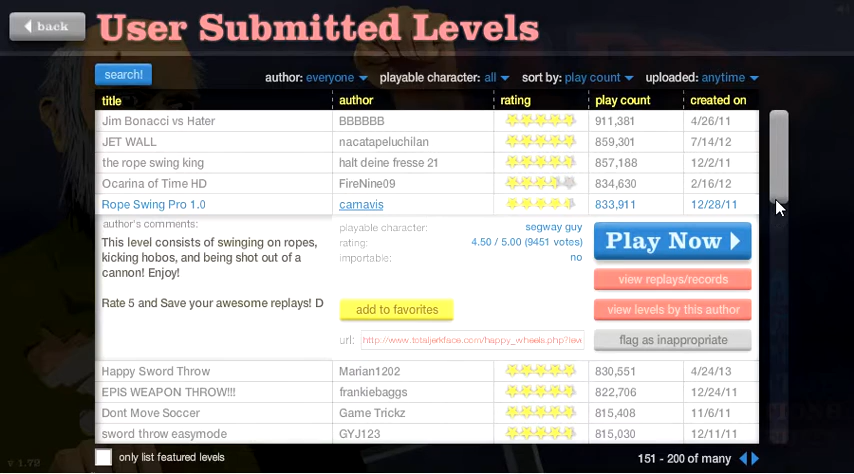 back
User Submitted Levels
search!
author: everyone playable character: all sort by: play count uploaded: anytime
title author rating play count created on
Jim Bonacci vs Hater BBBBBB 911,381 4/26/11
JET WALL nacatapeluchilan 859,301 7/14/12
the rope swing king halt deine fresse 21 857,188 12/2/11
Ocarina of Time HD FireNine09 834,630 2/16/12
Rope Swing Pro 1.0 carnavis 833,911 12/28/11
author's comments:
This level consists of swinging on ropes,
kicking hobos, and being shot out of a
cannon! Enjoy!
Rate 5 and Save your awesome replays! D
playable character: segway guy
rating: 4.50 / 5.00 (9451 votes)
importable: no
add to favorites
url: http://www.totaljerkface.com/happy_wheels.php?lev
Play Now
view replays/records
view levels by this author
flag as inappropriate
Happy Sword Throw Marian1202 830,551 4/24/13
EPIS WEAPON THROW!!! frankiebaggs 822,706 12/24/11
Dont Move Soccer Game Trickz 815,408 11/6/11
sword throw easymode GYJ123 815,030 12/11/11
only list featured levels
151 - 200 of many
v 1.72